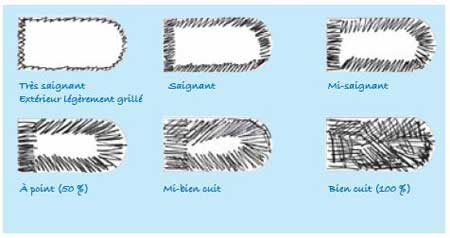 Très saignant
Extérieur légèrement grillé
Saignant
Mi-saignant
À point (50 %)
Mi-bien cuit
Bien cuit (100 %)